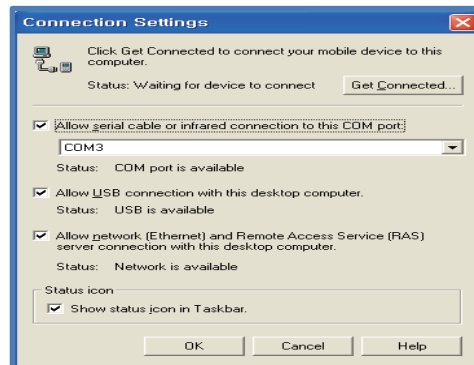 Connection Settings
Click Get Connected to connect your mobile device to this
computer.
Status: Waiting for device to connect
Get Connected...
Allow serial cable or infrared connection to this COM port:
COM3
Status: COM port is available
Allow USB connection with this desktop computer.
Status: USB is available
Allow network (Ethernet) and Remote Access Service (RAS)
server connection with this desktop computer.
Status: Network is available
Status icon
Show status icon in Taskbar.
OK Cancel Help